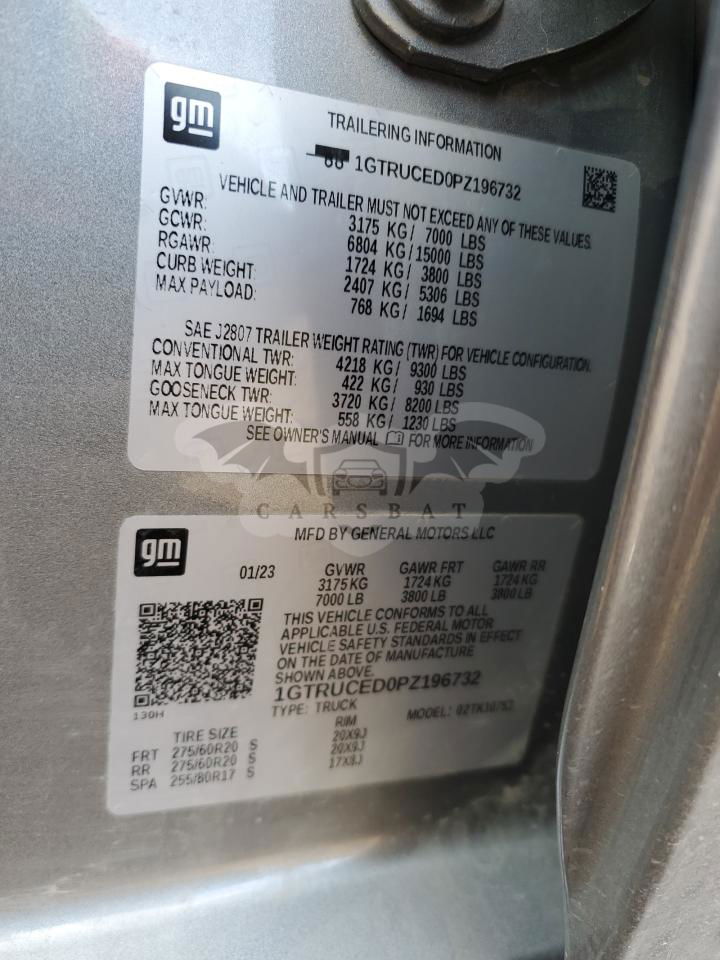 gm
TRAILERING INFORMATION
1GTRUCED0PZ196732
VEHICLE AND TRAILER MUST NOT EXCEED ANY OF THESE VALUES.
GVWR: 3175 KG/ 7000 LBS
GCWR: 6804 KG/ 15000 LBS
RGAWR: 1724 KG/ 3800 LBS
CURB WEIGHT: 2407 KG/ 5306 LBS
MAX PAYLOAD: 768 KG/ 1694 LBS
SAE J2807 TRAILER WEIGHT RATING (TWR) FOR VEHICLE CONFIGURATION.
CONVENTIONAL TWR: 4218 KG/ 9300 LBS
MAX TONGUE WEIGHT: 422 KG/ 930 LBS
GOOSENECK TWR: 3720 KG/ 8200 LBS
MAX TONGUE WEIGHT: 558 KG/ 1230 LBS
SEE OWNER'S MANUAL FOR MORE INFORMATION
CARSBAT
gm
MFD BY GENERAL MOTORS LLC
01/23 GVWR GAWR FRT GAWR RR
3175 KG 1724 KG 1724 KG
7000 LB 3800 LB 3800 LB
THIS VEHICLE CONFORMS TO ALL
APPLICABLE U.S. FEDERAL MOTOR
VEHICLE SAFETY STANDARDS IN EFFECT
ON THE DATE OF MANUFACTURE
SHOWN ABOVE.
1GTRUCED0PZ196732
130H
TYPE: TRUCK MODEL:
TIRE SIZE RIM
FRT 275/60R20 S 20X9J
RR 275/60R20 S 20X9J
SPA 255/80R17 S 17X8J